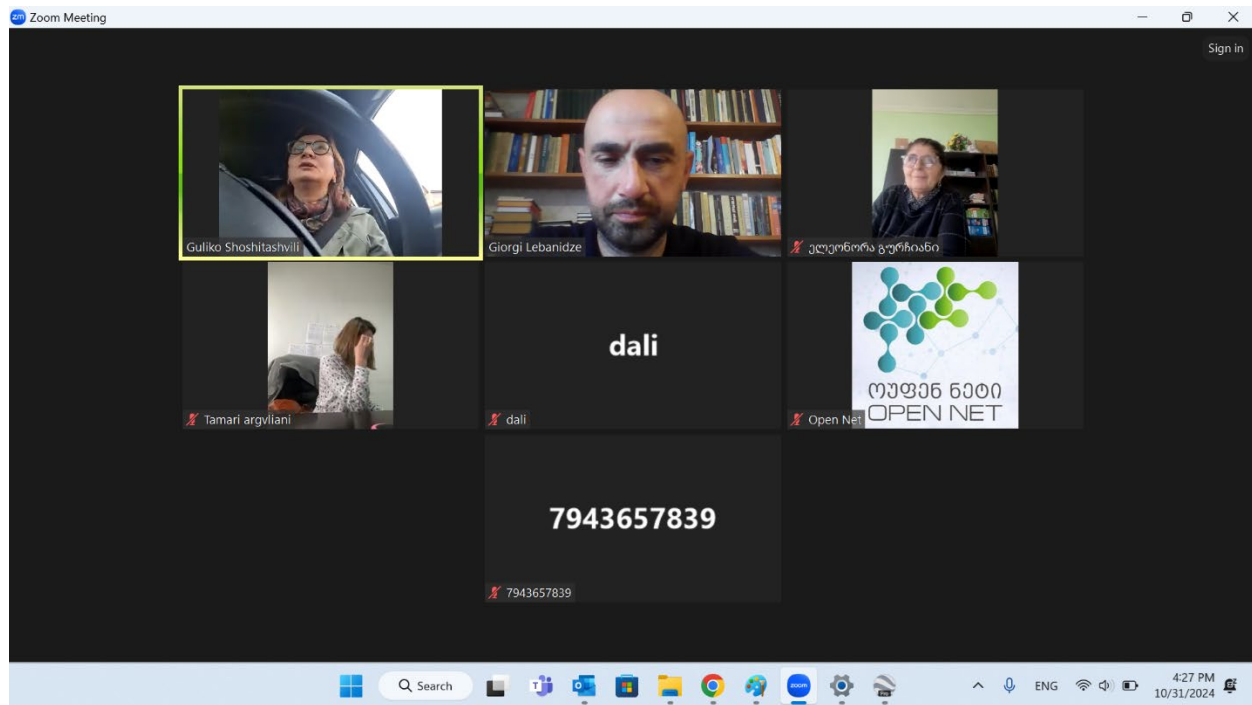 Zoom Meeting
Sign in
Guliko Shoshitashvili
Giorgi Lebanidze
ელეონორა გურჩიანი
Tamari argvliani
dali
dali
ოუფენ ნეტი
OPEN NET
Open Net
7943657839
7943657839
Search
ENG
4:27 PM
10/31/2024